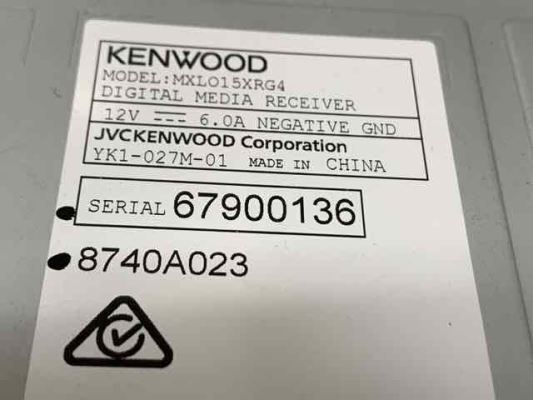 KENWOOD
MODEL:MXL015XRG4
DIGITAL MEDIA RECEIVER
12V ⎓ 6.0A NEGATIVE GND
JVCKENWOOD Corporation
YK1-027M-01 MADE IN CHINA
SERIAL 67900136
8740A023